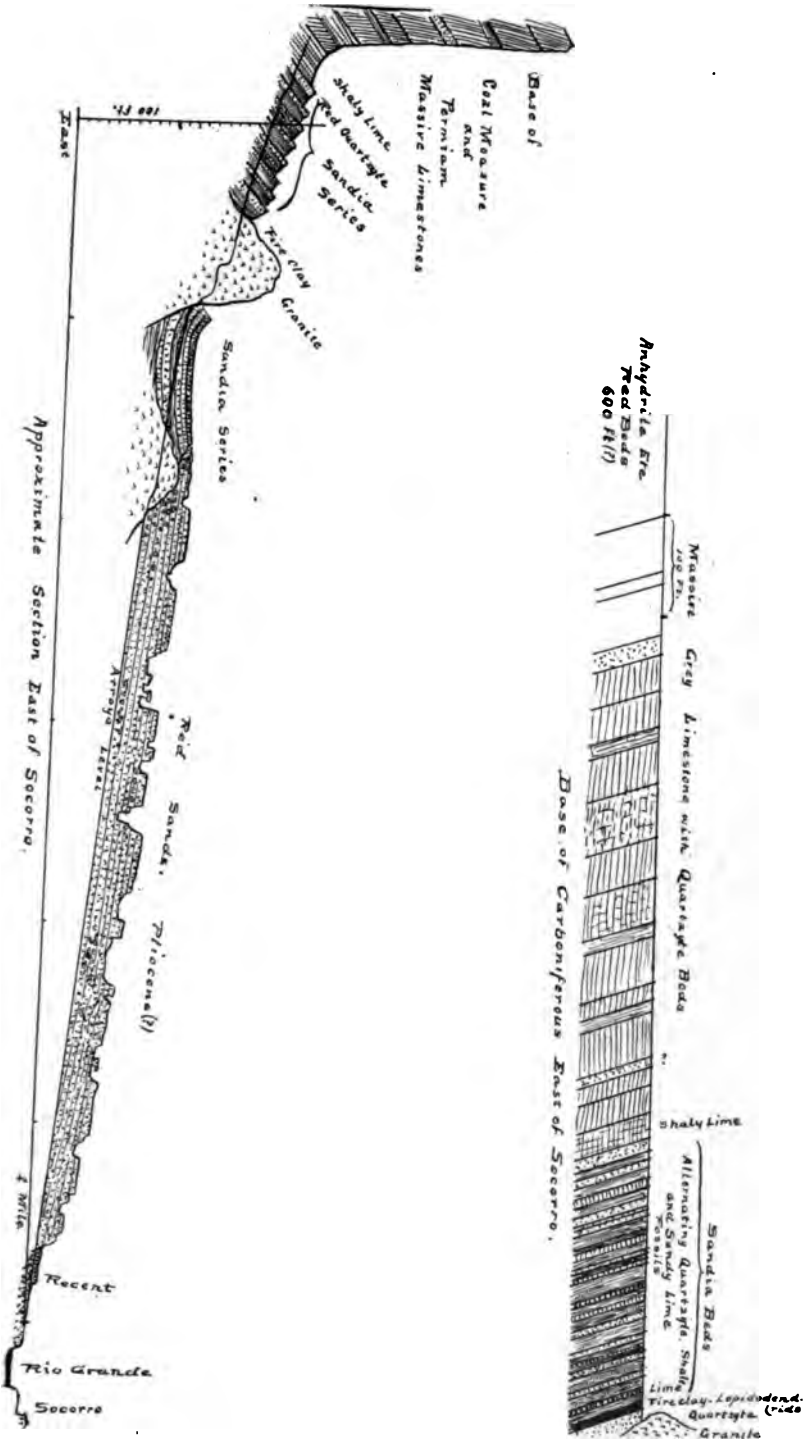 Base of
Coal Measure
and
Permian
Massive Limestones
Shaly Lime
Red Quartzyte
Sandia
Series
100 Ft.
East
Fire Clay
Granite
Sandia Series
Red Sands. Pliocene(?)
Arroyo Level
Approximate Section East of Socorro.
Recent
Rio Grande
Socorro
Anhydrite Etc
Red Beds
600 Ft(?)
Massive
100 Ft.
Grey Limestone with Quartzyte Beds
Shaly Lime
Sandia Beds
Alternating Quartzyte, Shale
and Sandy Lime
Fossils
Lime
Fireclay-Lepidodend-
(rids
Quartzyte
Granite
Base of Carboniferous East of Socorro.